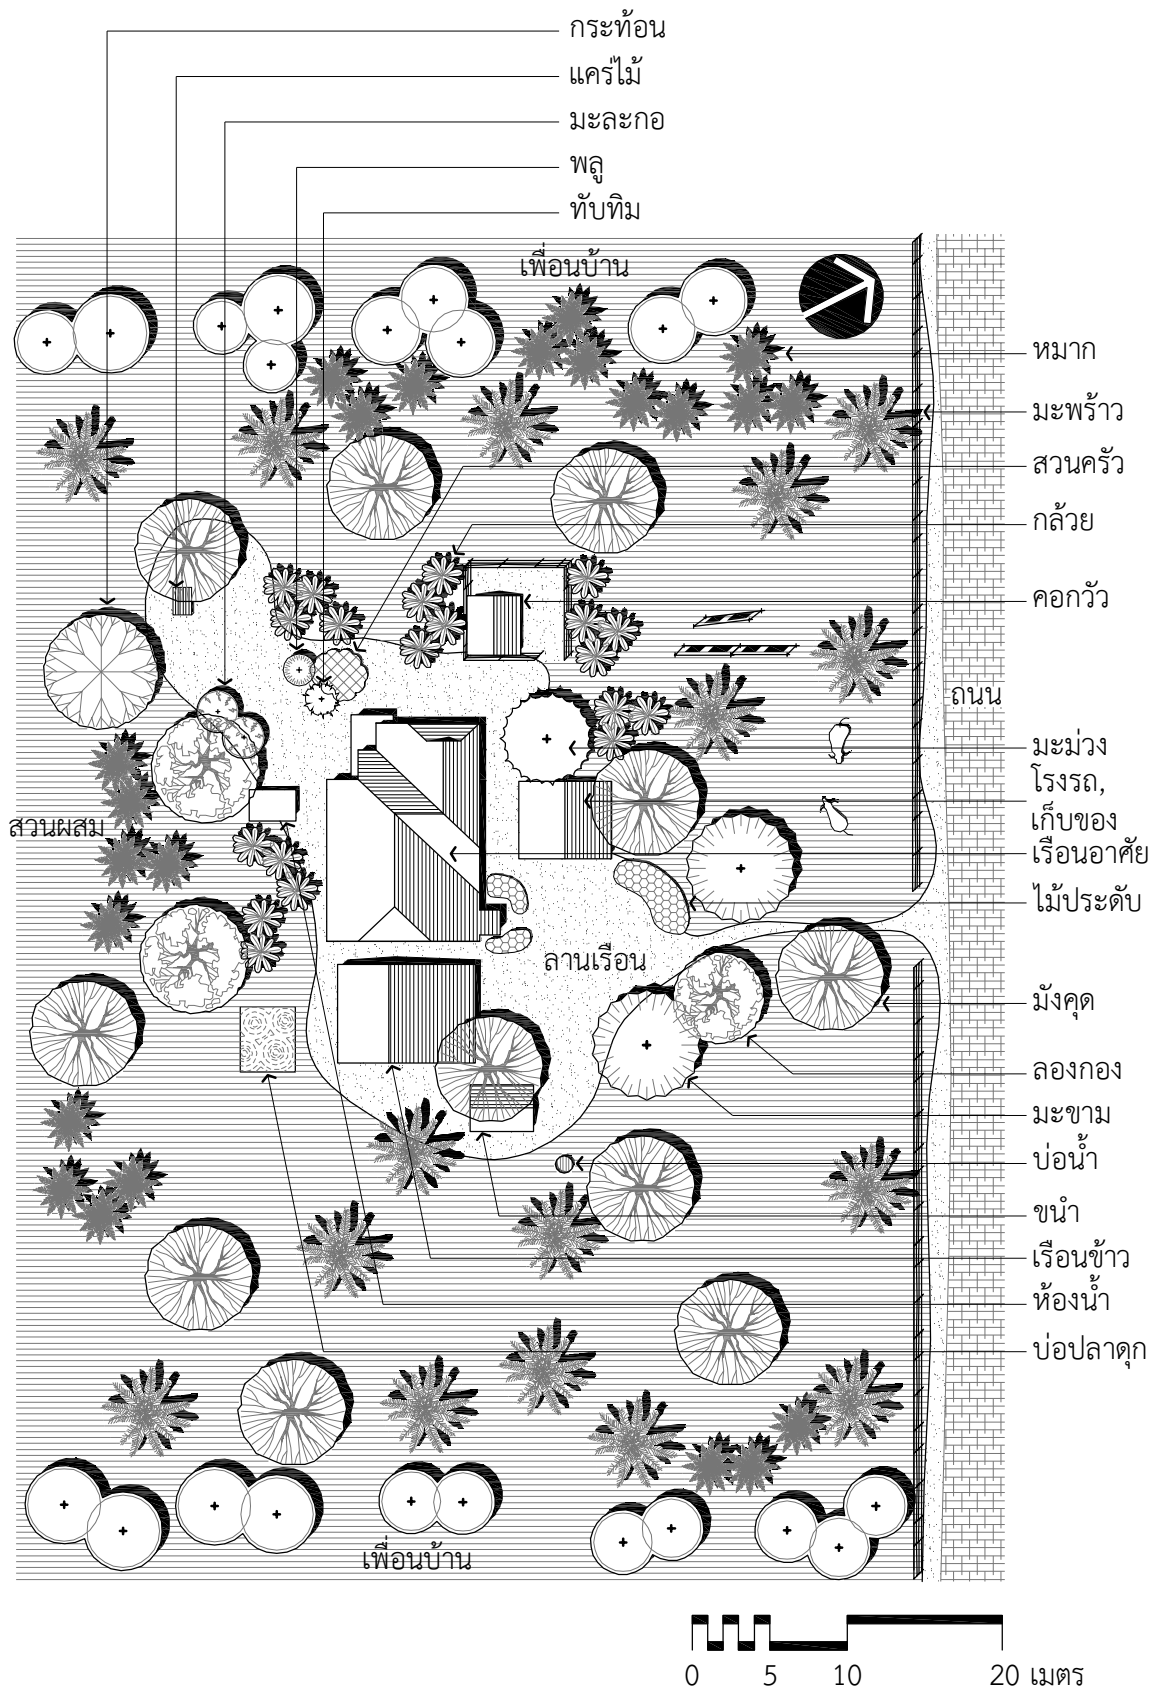 กระท้อน
แคร่ไม้
มะละกอ
พลู
ทับทิม
เพื่อนบ้าน
หมาก
มะพร้าว
สวนครัว
กล้วย
คอกวัว
ถนน
มะม่วง
โรงรถ,
เก็บของ
สวนผสม
เรือนอาศัย
ไม้ประดับ
ลานเรือน
มังคุด
ลองกอง
มะขาม
บ่อน้ำ
ขนำ
เรือนข้าว
ห้องน้ำ
บ่อปลาดุก
เพื่อนบ้าน
0 5 10 20 เมตร